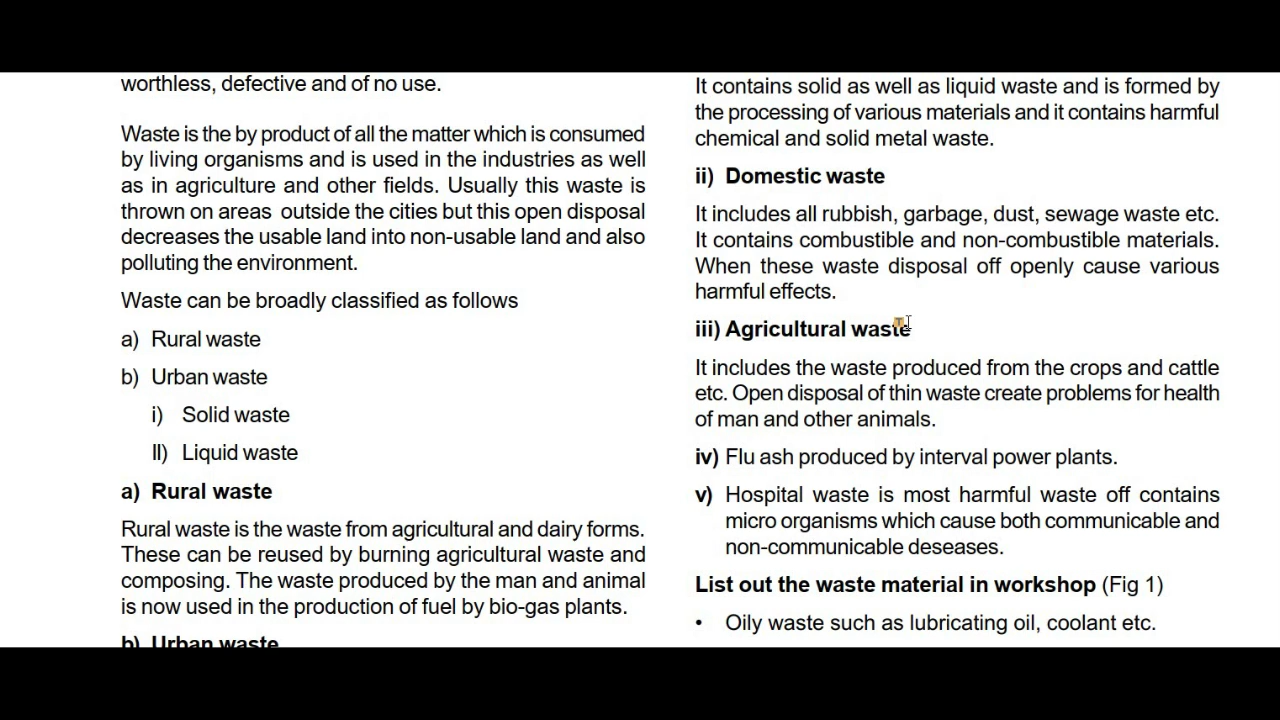 worthless, defective and of no use.
Waste is the by product of all the matter which is consumed
by living organisms and is used in the industries as well
as in agriculture and other fields. Usually this waste is
thrown on areas outside the cities but this open disposal
decreases the usable land into non-usable land and also
polluting the environment.
Waste can be broadly classified as follows
a) Rural waste
b) Urban waste
i) Solid waste
II) Liquid waste
a) Rural waste
Rural waste is the waste from agricultural and dairy forms.
These can be reused by burning agricultural waste and
composing. The waste produced by the man and animal
is now used in the production of fuel by bio-gas plants.
b) Urban waste
It contains solid as well as liquid waste and is formed by
the processing of various materials and it contains harmful
chemical and solid metal waste.
ii) Domestic waste
It includes all rubbish, garbage, dust, sewage waste etc.
It contains combustible and non-combustible materials.
When these waste disposal off openly cause various
harmful effects.
iii) Agricultural waste
It includes the waste produced from the crops and cattle
etc. Open disposal of thin waste create problems for health
of man and other animals.
iv) Flu ash produced by interval power plants.
v) Hospital waste is most harmful waste off contains
micro organisms which cause both communicable and
non-communicable deseases.
List out the waste material in workshop (Fig 1)
• Oily waste such as lubricating oil, coolant etc.